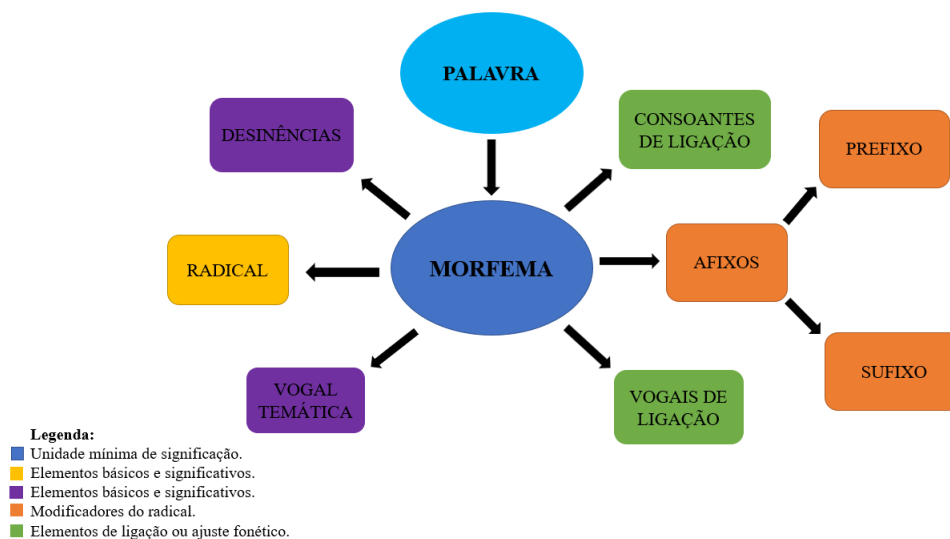 PALAVRA
DESINÊNCIAS
CONSOANTES
DE LIGAÇÃO
PREFIXO
RADICAL
MORFEMA
AFIXOS
VOGAL
TEMÁTICA
VOGAIS DE
LIGAÇÃO
SUFIXO
Legenda:
Unidade mínima de significação.
Elementos básicos e significativos.
Elementos básicos e significativos.
Modificadores do radical.
Elementos de ligação ou ajuste fonético.